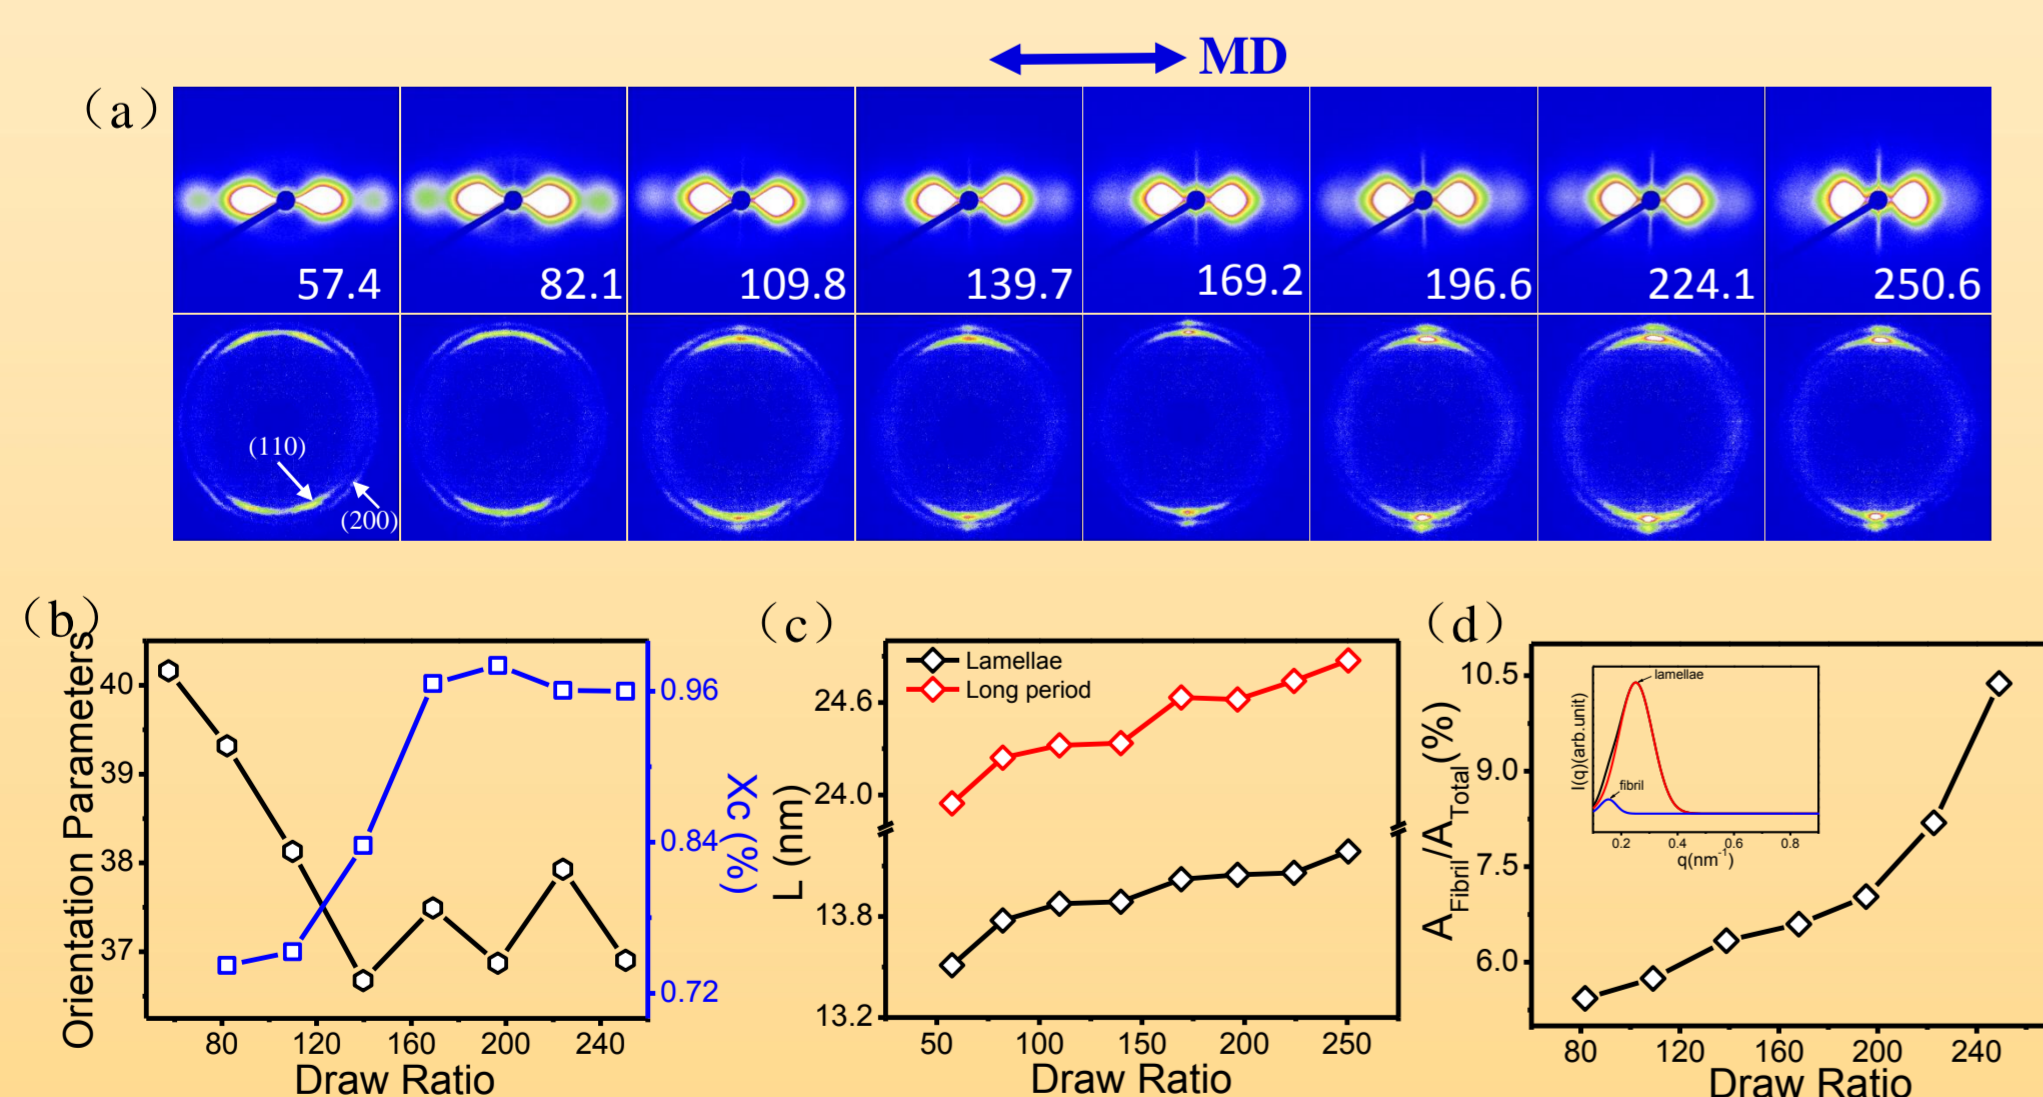 MD
（a）
57.4 82.1 109.8 139.7 169.2 196.6 224.1 250.6
(110)
(200)
（b）
Orientation Parameters
40
39
38
37
0.96
0.84
0.72
Xc (%)
80 120 160 200 240
Draw Ratio
（c）
Lamellae
Long period
L (nm)
24.6
24.0
13.8
13.2
50 100 150 200 250
Draw Ratio
（d）
A_Fibril/A_Total(%)
10.5
9.0
7.5
6.0
lamellae
fibril
I(q)(arb.unit)
0.2 0.4 0.6 0.8
q(nm⁻¹)
80 120 160 200 240
Draw Ratio